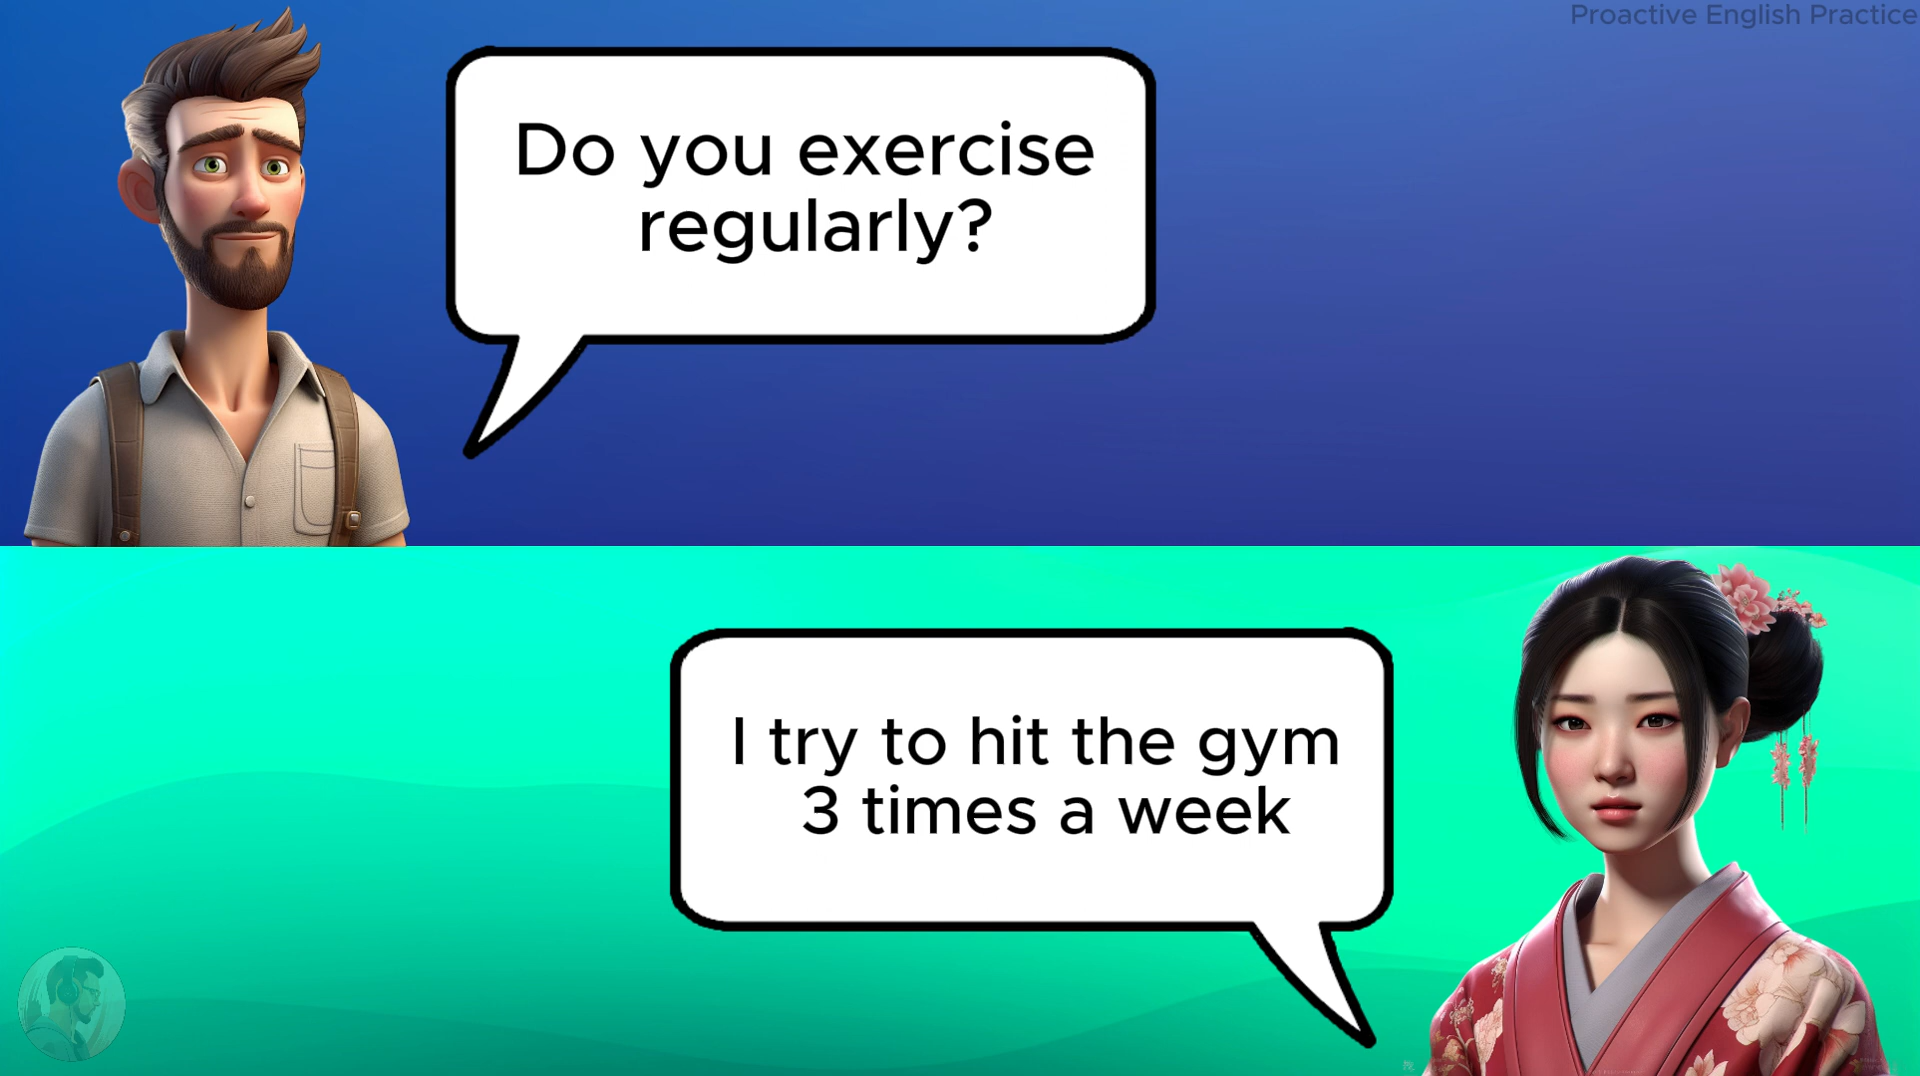 Proactive English Practice
Do you exercise
regularly?
I try to hit the gym
3 times a week